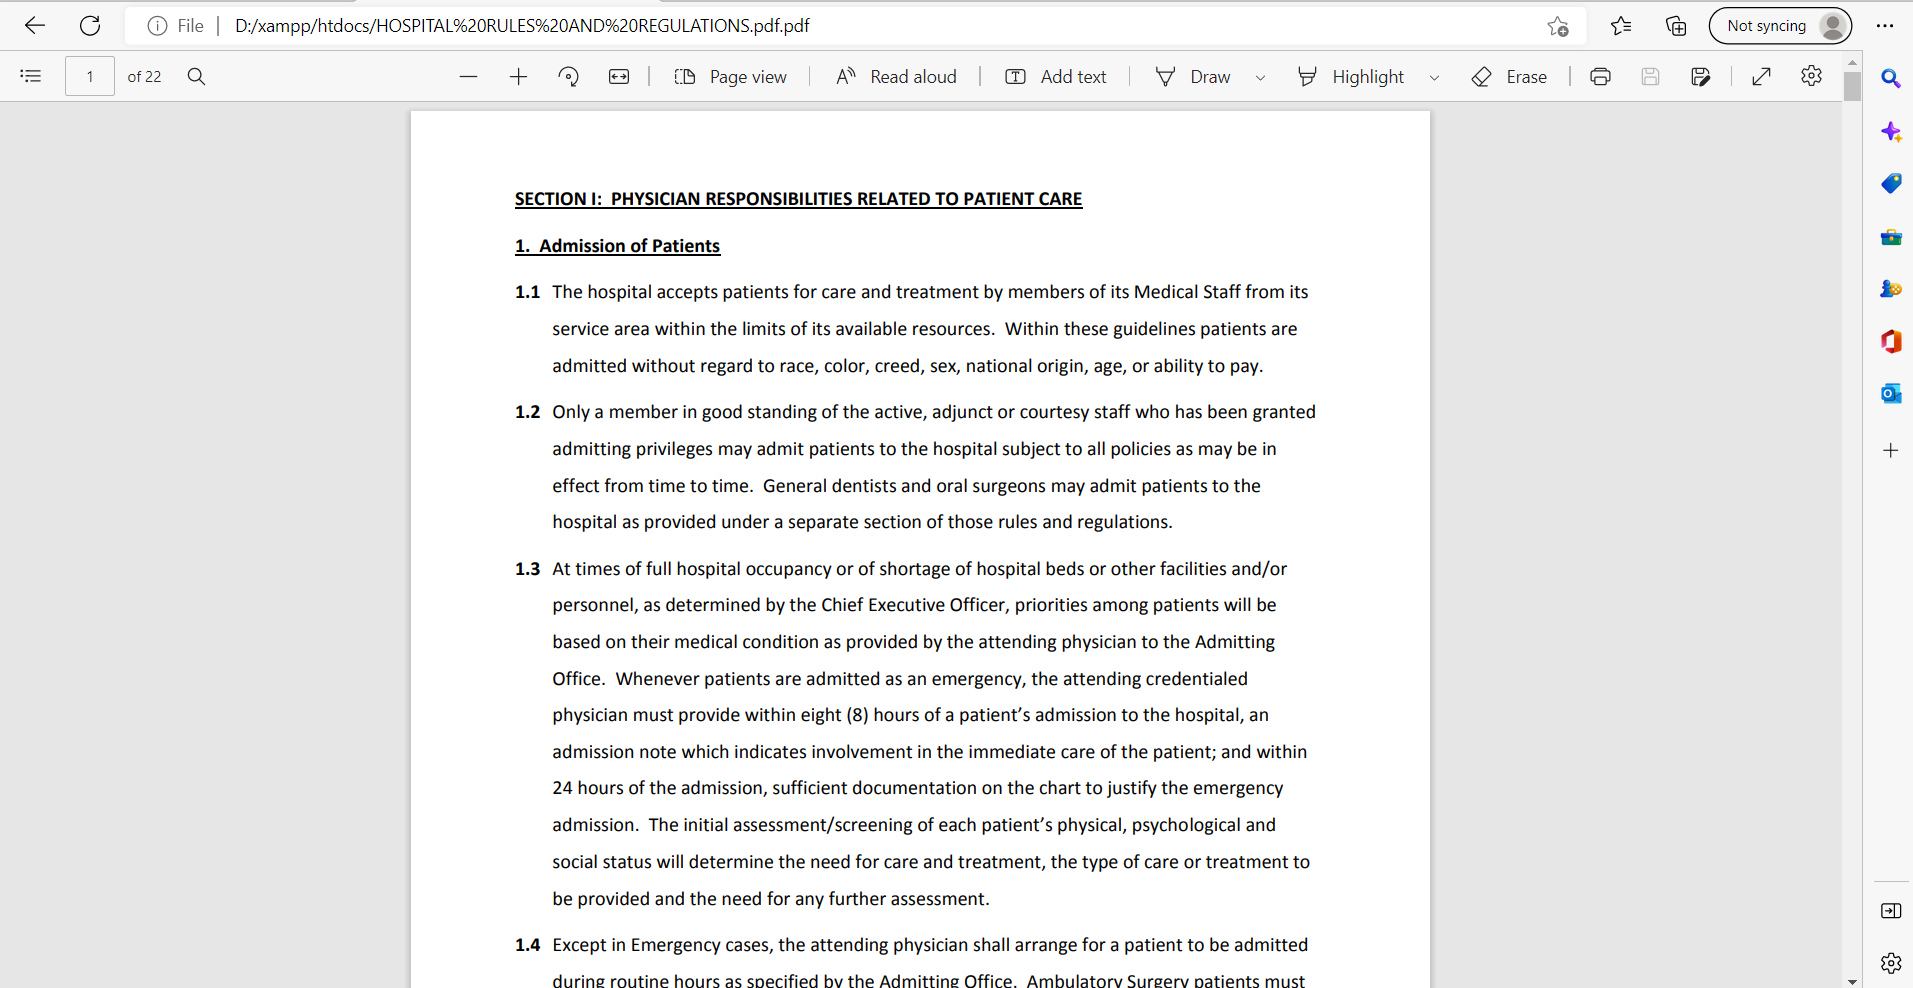 File
D:/xampp/htdocs/HOSPITAL%20RULES%20AND%20REGULATIONS.pdf.pdf
Not syncing
1 of 22
Page view
A Read aloud
T Add text
Draw
Highlight
Erase
SECTION I:  PHYSICIAN RESPONSIBILITIES RELATED TO PATIENT CARE
1.  Admission of Patients
1.1 The hospital accepts patients for care and treatment by members of its Medical Staff from its
service area within the limits of its available resources.  Within these guidelines patients are
admitted without regard to race, color, creed, sex, national origin, age, or ability to pay.
1.2 Only a member in good standing of the active, adjunct or courtesy staff who has been granted
admitting privileges may admit patients to the hospital subject to all policies as may be in
effect from time to time.  General dentists and oral surgeons may admit patients to the
hospital as provided under a separate section of those rules and regulations.
1.3 At times of full hospital occupancy or of shortage of hospital beds or other facilities and/or
personnel, as determined by the Chief Executive Officer, priorities among patients will be
based on their medical condition as provided by the attending physician to the Admitting
Office.  Whenever patients are admitted as an emergency, the attending credentialed
physician must provide within eight (8) hours of a patient’s admission to the hospital, an
admission note which indicates involvement in the immediate care of the patient; and within
24 hours of the admission, sufficient documentation on the chart to justify the emergency
admission.  The initial assessment/screening of each patient’s physical, psychological and
social status will determine the need for care and treatment, the type of care or treatment to
be provided and the need for any further assessment.
1.4 Except in Emergency cases, the attending physician shall arrange for a patient to be admitted
during routine hours as specified by the Admitting Office.  Ambulatory Surgery patients must